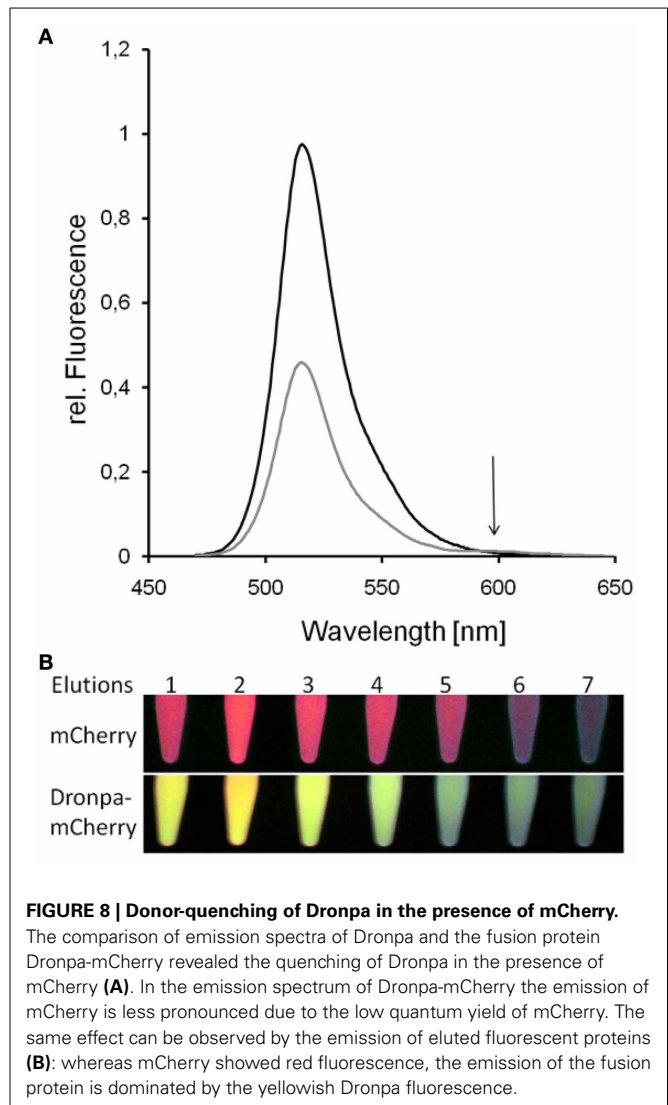 A
1,2
1
0,8
0,6
0,4
0,2
0
rel. Fluorescence
450 500 550 600 650
Wavelength [nm]
B
Elutions 1 2 3 4 5 6 7
mCherry
Dronpa-
mCherry
FIGURE 8 | Donor-quenching of Dronpa in the presence of mCherry.
The comparison of emission spectra of Dronpa and the fusion protein
Dronpa-mCherry revealed the quenching of Dronpa in the presence of
mCherry (A). In the emission spectrum of Dronpa-mCherry the emission of
mCherry is less pronounced due to the low quantum yield of mCherry. The
same effect can be observed by the emission of eluted fluorescent proteins
(B): whereas mCherry showed red fluorescence, the emission of the fusion
protein is dominated by the yellowish Dronpa fluorescence.